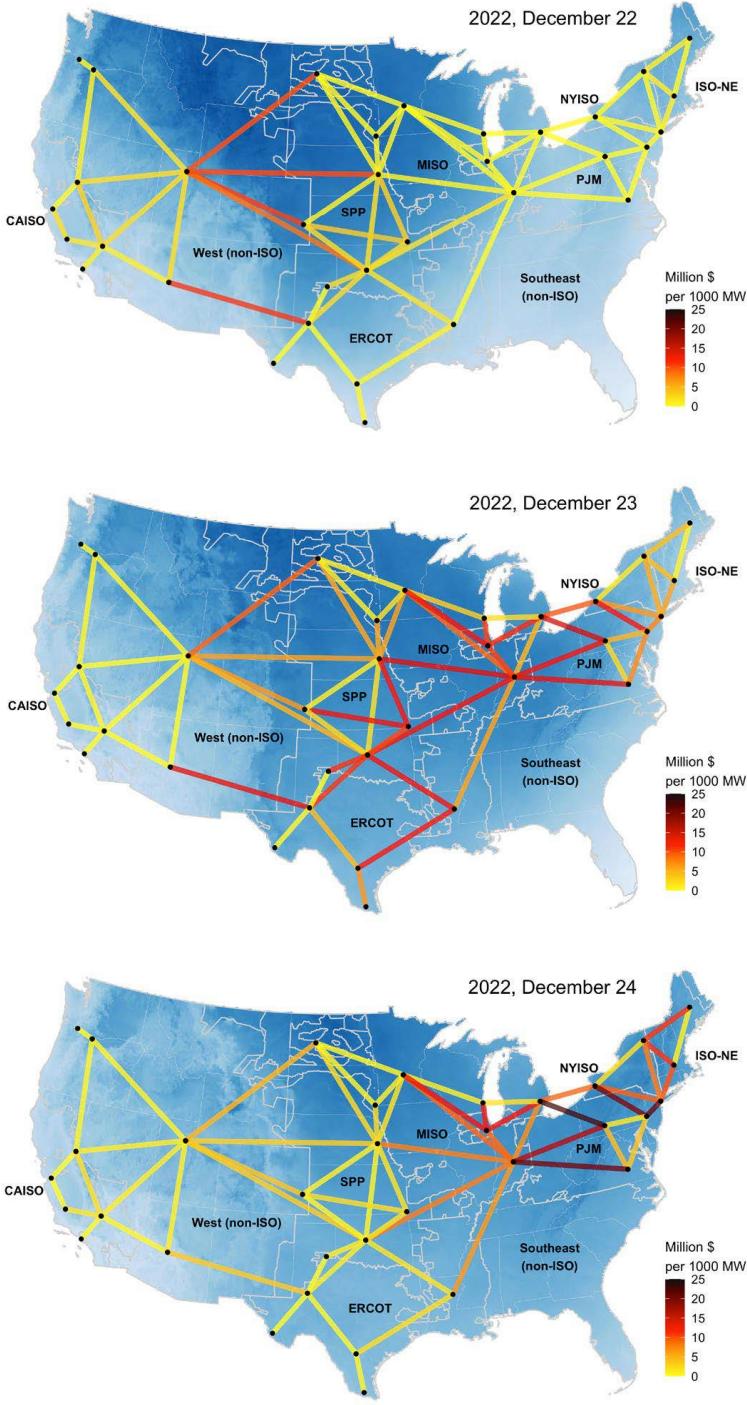 2022, December 22
ISO-NE
NYISO
MISO
PJM
SPP
CAISO
West (non-ISO)
Southeast
(non-ISO)
ERCOT
Million $
per 1000 MW
25
20
15
10
5
0
2022, December 23
ISO-NE
NYISO
MISO
PJM
SPP
CAISO
West (non-ISO)
Southeast
(non-ISO)
ERCOT
Million $
per 1000 MW
25
20
15
10
5
0
2022, December 24
ISO-NE
NYISO
MISO
PJM
SPP
CAISO
West (non-ISO)
Southeast
(non-ISO)
ERCOT
Million $
per 1000 MW
25
20
15
10
5
0